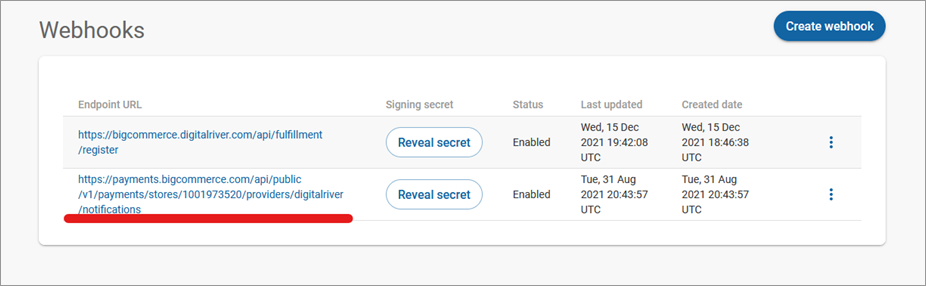 Webhooks
Create webhook
Endpoint URL Signing secret Status Last updated Created date
https://bigcommerce.digitalriver.com/api/fulfillment
/register
Reveal secret
Enabled
Wed, 15 Dec
2021 19:42:08
UTC
Wed, 15 Dec
2021 18:46:38
UTC
https://payments.bigcommerce.com/api/public
/v1/payments/stores/1001973520/providers/digitalriver
/notifications
Reveal secret
Enabled
Tue, 31 Aug
2021 20:43:57
UTC
Tue, 31 Aug
2021 20:43:57
UTC